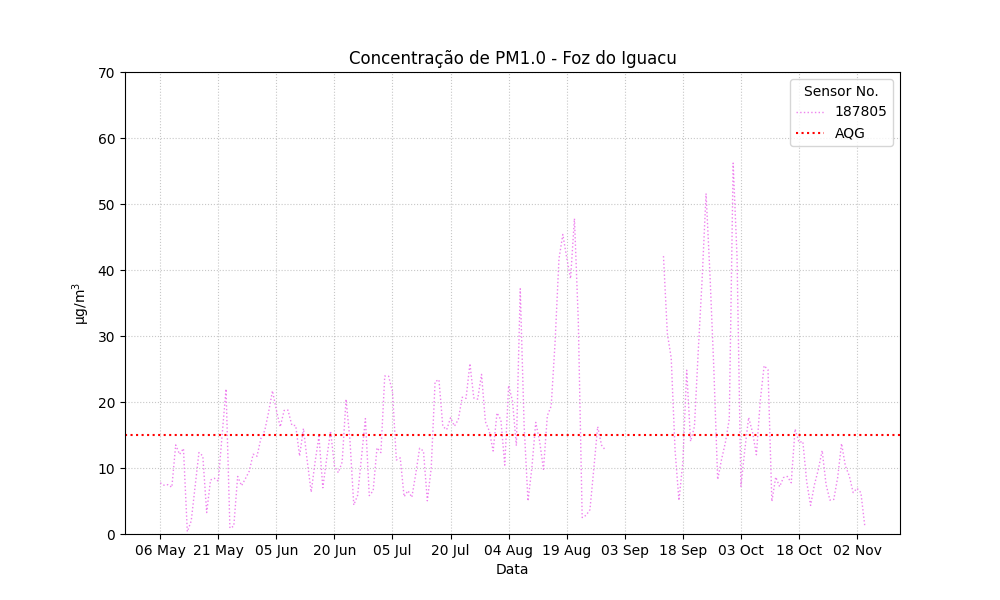 Concentração de PM1.0 - Foz do Iguacu
70
60
50
40
30
20
10
0
µg/m³
Sensor No.
187805
AQG
06 May 21 May 05 Jun 20 Jun 05 Jul 20 Jul 04 Aug 19 Aug 03 Sep 18 Sep 03 Oct 18 Oct 02 Nov
Data